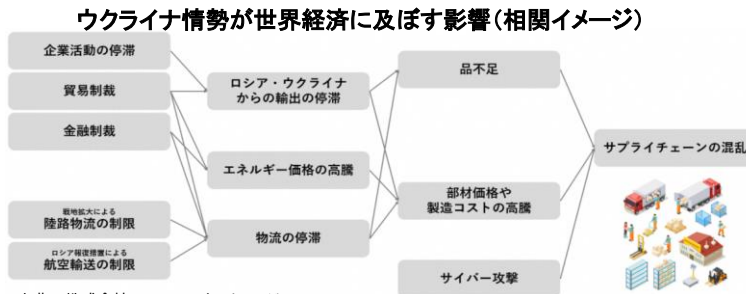 ウクライナ情勢が世界経済に及ぼす影響(相関イメージ)
企業活動の停滞
貿易制裁
金融制裁
戦地拡大による
陸路物流の制限
ロシア報復措置による
航空輸送の制限
ロシア・ウクライナ
からの輸出の停滞
エネルギー価格の高騰
物流の停滞
品不足
部材価格や
製造コストの高騰
サイバー攻撃
サプライチェーンの混乱